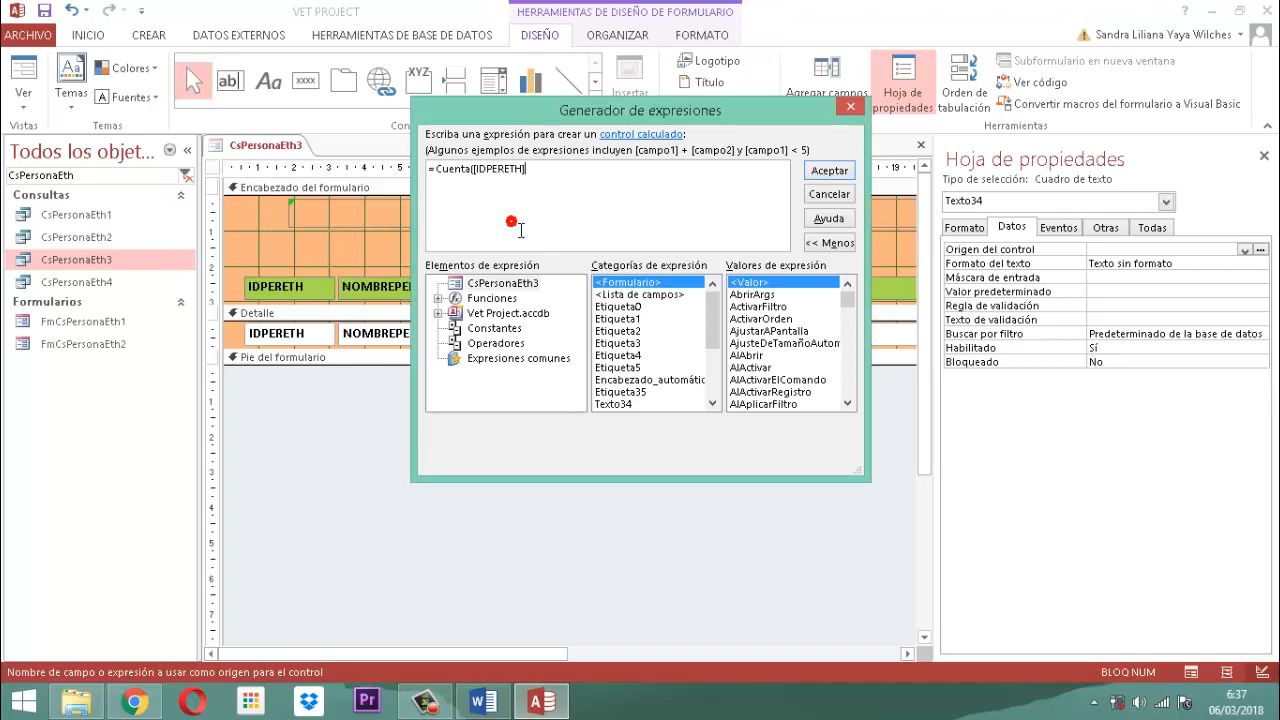 VET PROJECT
HERRAMIENTAS DE DISEÑO DE FORMULARIO
? 
ARCHIVO INICIO CREAR DATOS EXTERNOS HERRAMIENTAS DE BASE DE DATOS DISEÑO ORGANIZAR FORMATO
Sandra Liliana Yaya Wilches
Ver
Vistas
Aa
Temas
Colores
A Fuentes
Temas
ab|
Aa
xxxx
XYZ
Insertar
Logotipo
Título
Agregar campos
Hoja de propiedades
Orden de tabulación
Subformulario en nueva ventana
Ver código
Convertir macros del formulario a Visual Basic
Herramientas
Todos los objet...
CsPersonaEth
Consultas
CsPersonaEth1
CsPersonaEth2
CsPersonaEth3
CsPersonaEth4
Formularios
FmCsPersonaEth1
FmCsPersonaEth2
CsPersonaEth3
Encabezado del formulario
IDPERETH
Detalle
IDPERETH
Pie del formulario
Generador de expresiones
Escriba una expresión para crear un control calculado:
(Algunos ejemplos de expresiones incluyen [campo1] + [campo2] y [campo1] < 5)
=Cuenta([IDPERETH]
Aceptar
Cancelar
Ayuda
<< Menos
Elementos de expresión
CsPersonaEth3
Funciones
Vet Project.accdb
Constantes
Operadores
Expresiones comunes
Categorías de expresión
<Formulario>
<Lista de campos>
Etiqueta0
Etiqueta1
Etiqueta2
Etiqueta3
Etiqueta4
Etiqueta5
Encabezado_automátic
Etiqueta35
Texto34
Valores de expresión
<Valor>
AbrirArgs
ActivarFiltro
ActivarOrden
AjustarAPantalla
AjusteDeTamañoAutom
AlAbrir
AlActivar
AlActivarElComando
AlActivarRegistro
AlAplicarFiltro
Hoja de propiedades
Tipo de selección: Cuadro de texto
Texto34
Formato Datos Eventos Otras Todas
Origen del control
Formato del texto Texto sin formato
Máscara de entrada
Valor predeterminado
Regla de validación
Texto de validación
Buscar por filtro Predeterminado de la base de datos
Habilitado Sí
Bloqueado No
Nombre de campo o expresión a usar como origen para el control
BLOQ NUM
Pr
6:37
06/03/2018